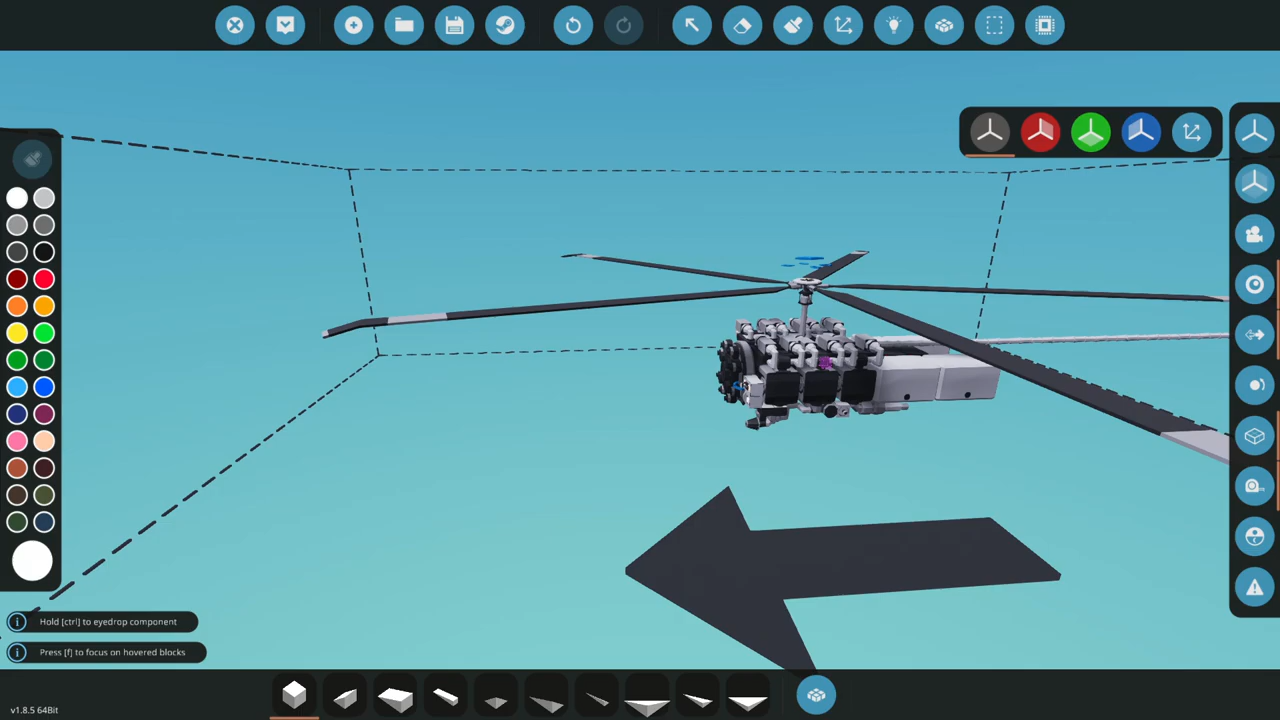 Hold [ctrl] to eyedrop component
Press [f] to focus on hovered blocks
v1.8.5 64Bit